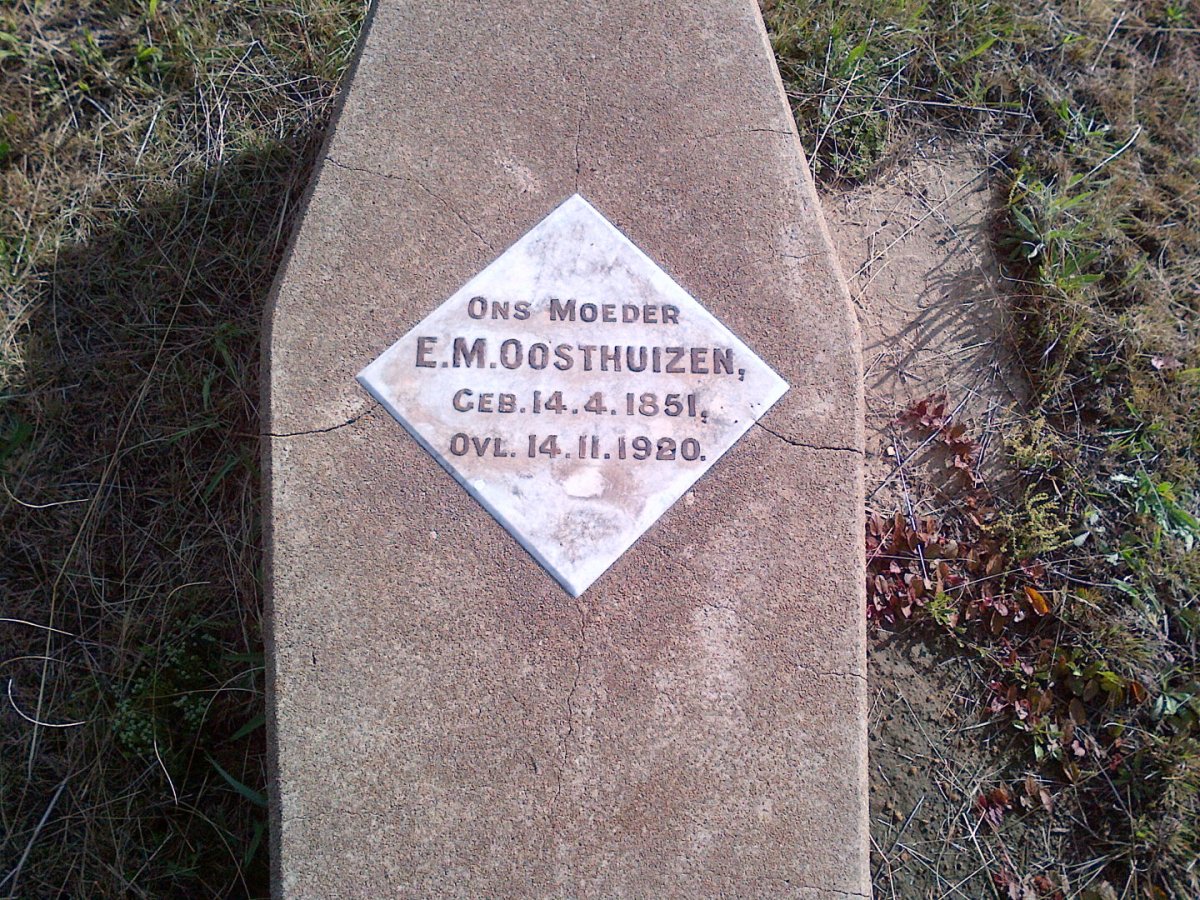 ONS MOEDER
E.M.OOSTHUIZEN,
GEB.14.4.1851,
OVL. 14.11.1920.